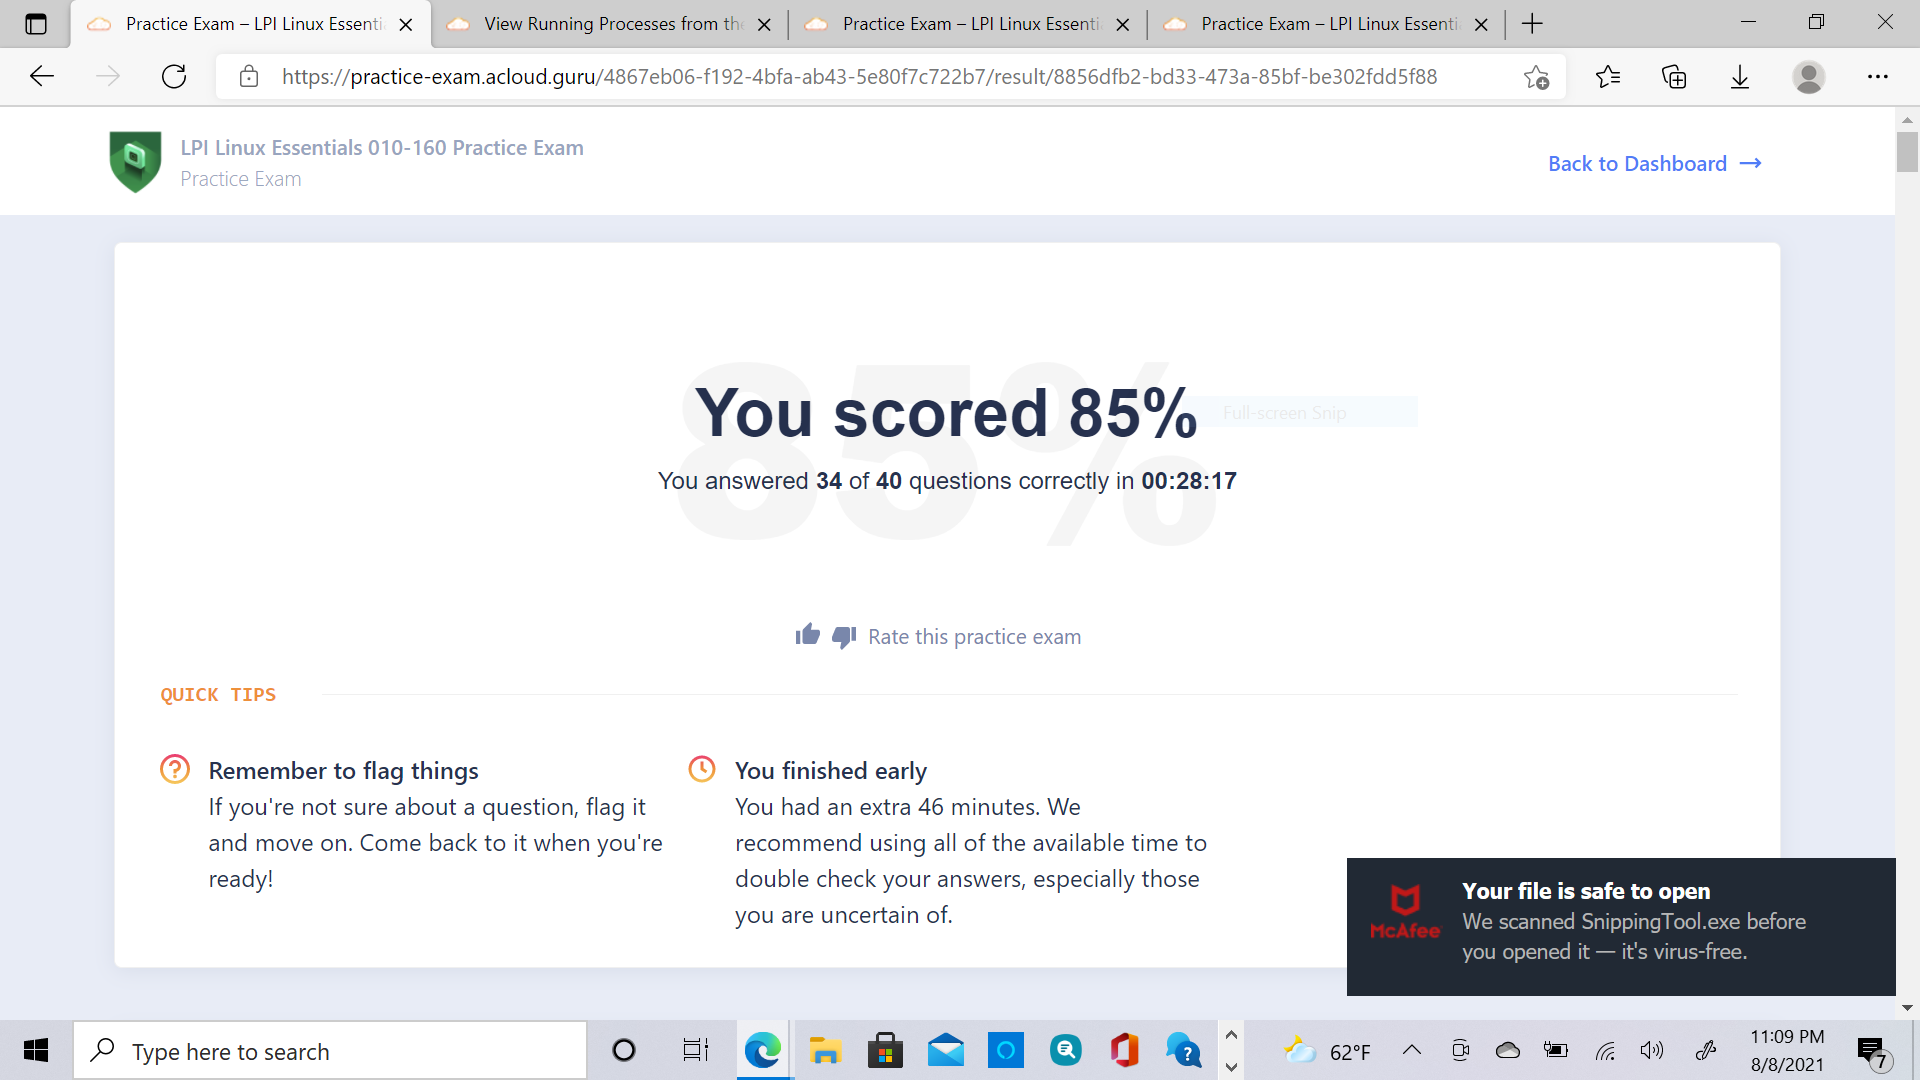 Practice Exam – LPI Linux Essenti
View Running Processes from th
Practice Exam – LPI Linux Essenti
Practice Exam – LPI Linux Essenti
https://practice-exam.acloud.guru/4867eb06-f192-4bfa-ab43-5e80f7c722b7/result/8856dfb2-bd33-473a-85bf-be302fdd5f88
LPI Linux Essentials 010-160 Practice Exam
Practice Exam
Back to Dashboard →
85%
You scored 85%
Full-screen Snip
You answered 34 of 40 questions correctly in 00:28:17
Rate this practice exam
QUICK TIPS
Remember to flag things
If you're not sure about a question, flag it
and move on. Come back to it when you're
ready!
You finished early
You had an extra 46 minutes. We
recommend using all of the available time to
double check your answers, especially those
you are uncertain of.
McAfee
Your file is safe to open
We scanned SnippingTool.exe before
you opened it — it's virus-free.
Type here to search
62°F
11:09 PM
8/8/2021
7